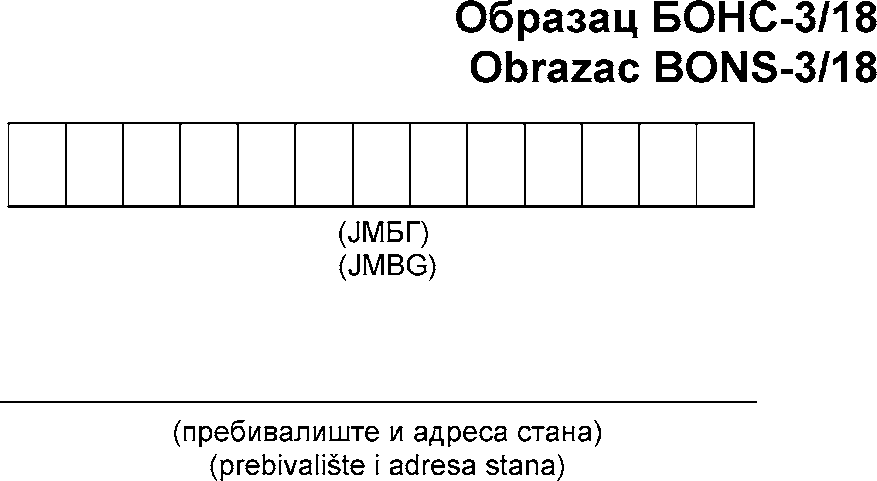 Образац БОНС-3/18
Obrazac BONS-3/18
(ЈМБГ)
(JMBG)
(пребивалиште и адреса стана)
(prebivalište i adresa stana)